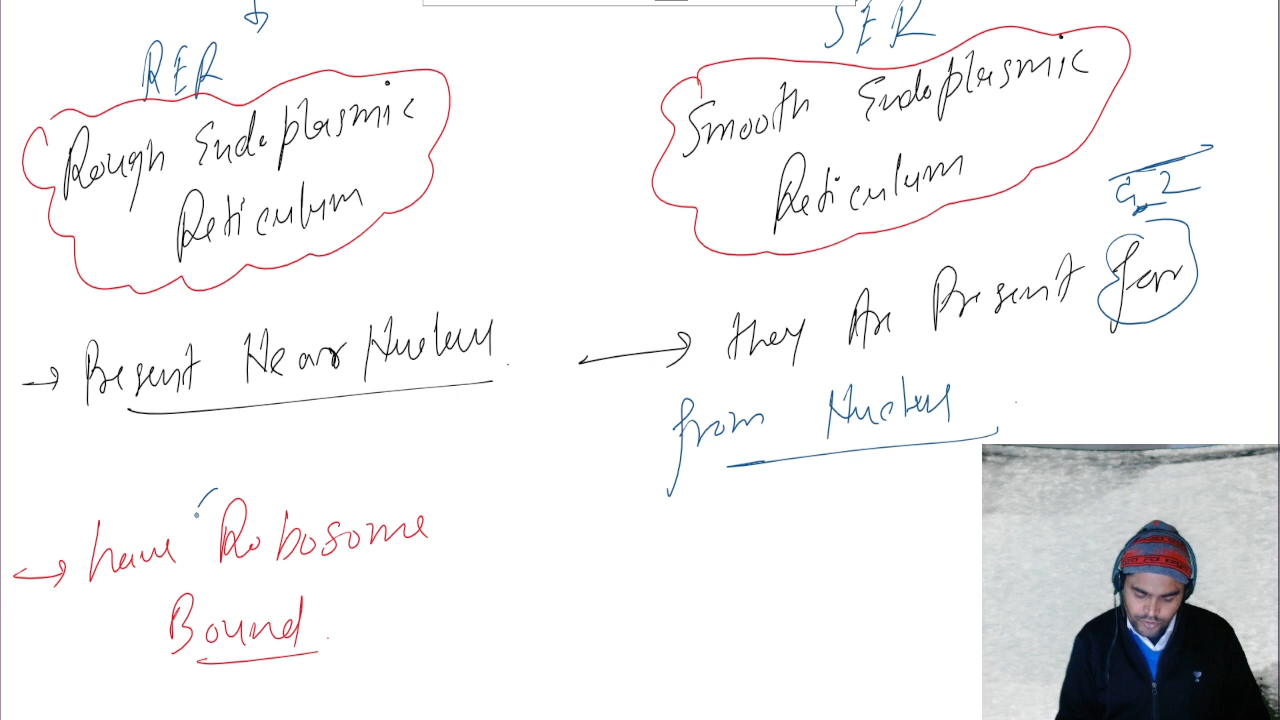 RER
Rough Endoplasmic
Reticulum
→ Present Near Nucleus.
→ have Robosome
Bound.
SER
Smooth Endoplasmic
Reticulum
→ they Are Present far
from Nucleus